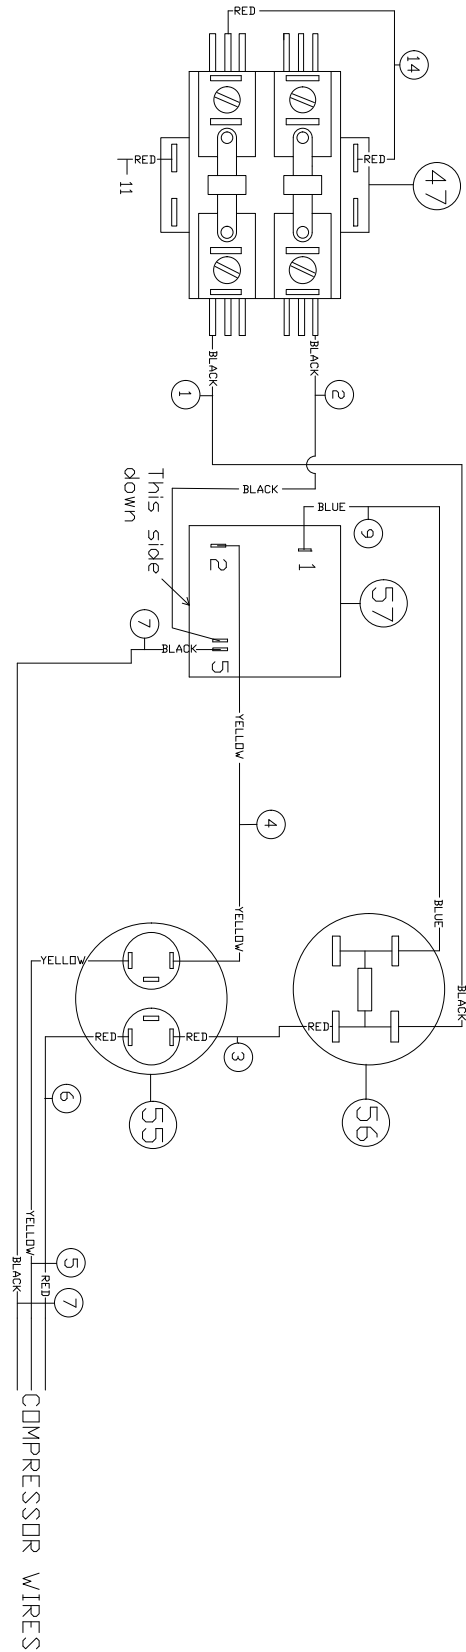 RED
14
RED
RED
47
11
BLACK
BLACK
1
2
BLACK
BLUE
9
This side
down
2
1
57
7
BLACK
5
YELLOW
4
YELLOW
BLUE
YELLOW
BLACK
RED
RED
RED
3
6
55
56
YELLOW
5
BLACK
RED
7
COMPRESSOR WIRES